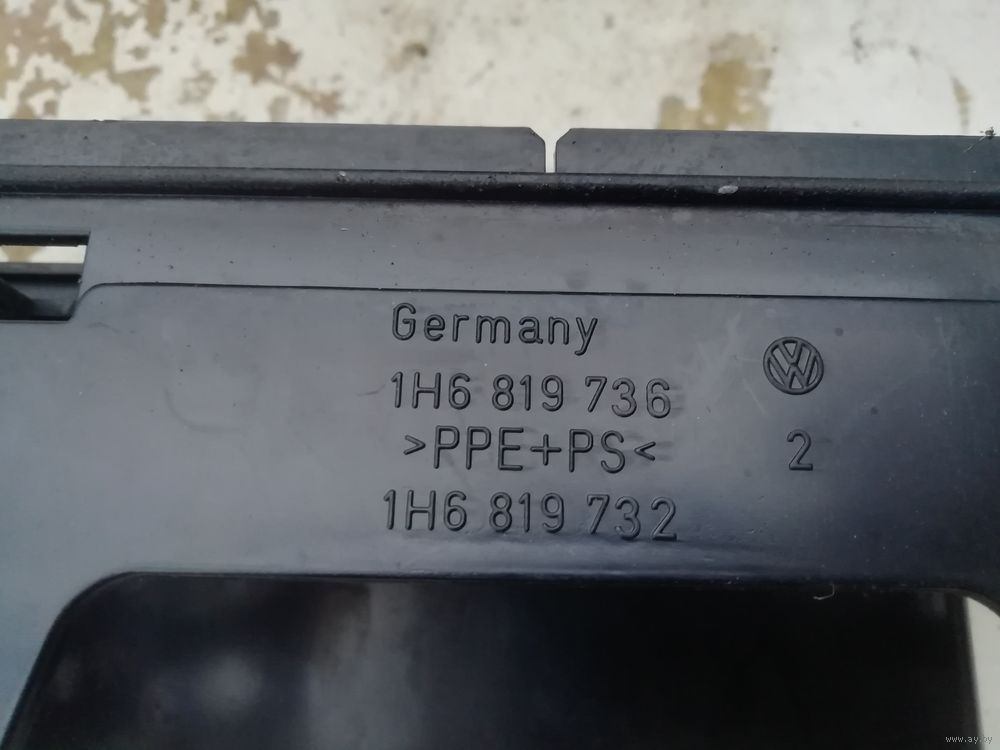 Germany
1H6 819 736
>PPE+PS<
2
1H6 819 732
www.ay.by